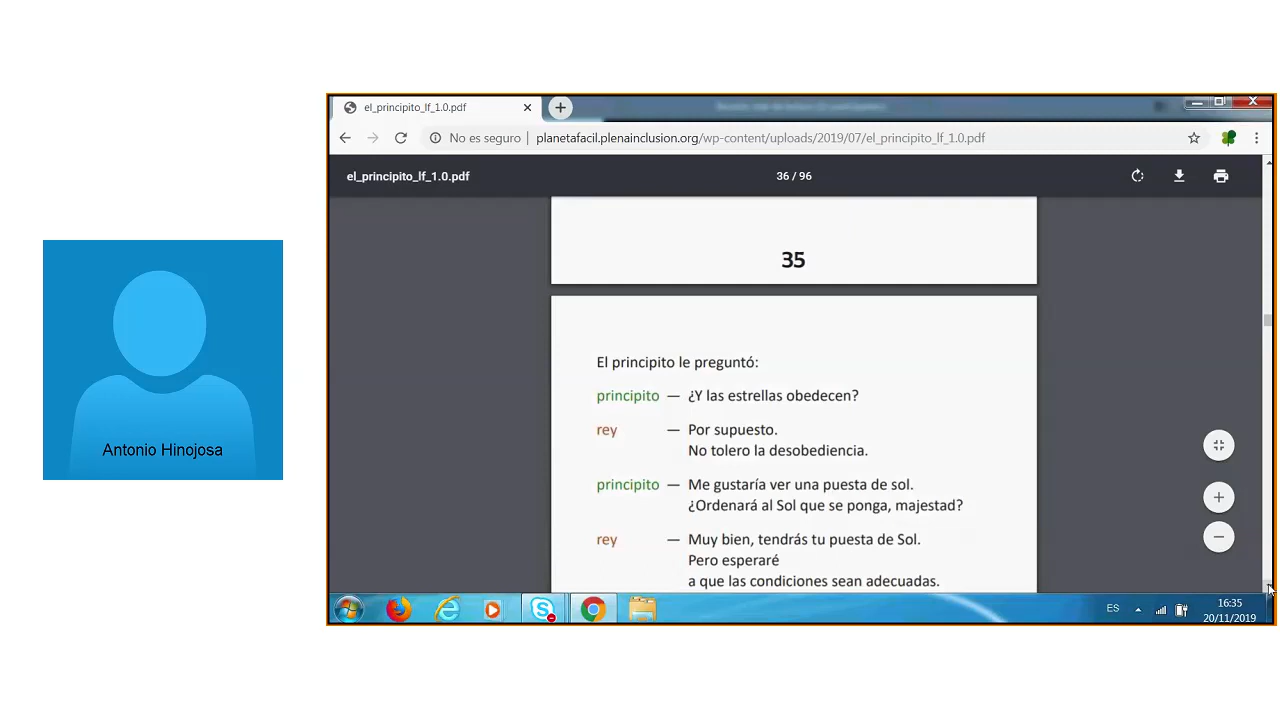 el_principito_lf_1.0.pdf
No es seguro planetafacil.plenainclusion.org/wp-content/uploads/2019/07/el_principito_lf_1.0.pdf
el_principito_lf_1.0.pdf 36 / 96
35
El principito le preguntó:
principito — ¿Y las estrellas obedecen?
rey — Por supuesto.
No tolero la desobediencia.
principito — Me gustaría ver una puesta de sol.
¿Ordenará al Sol que se ponga, majestad?
rey — Muy bien, tendrás tu puesta de Sol.
Pero esperaré
a que las condiciones sean adecuadas.
Antonio Hinojosa
ES 16:35
20/11/2019